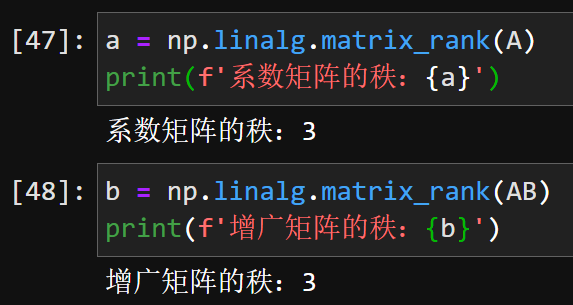 [47]: a = np.linalg.matrix_rank(A)
print(f'系数矩阵的秩：{a}')
系数矩阵的秩：3
[48]: b = np.linalg.matrix_rank(AB)
print(f'增广矩阵的秩：{b}')
增广矩阵的秩：3